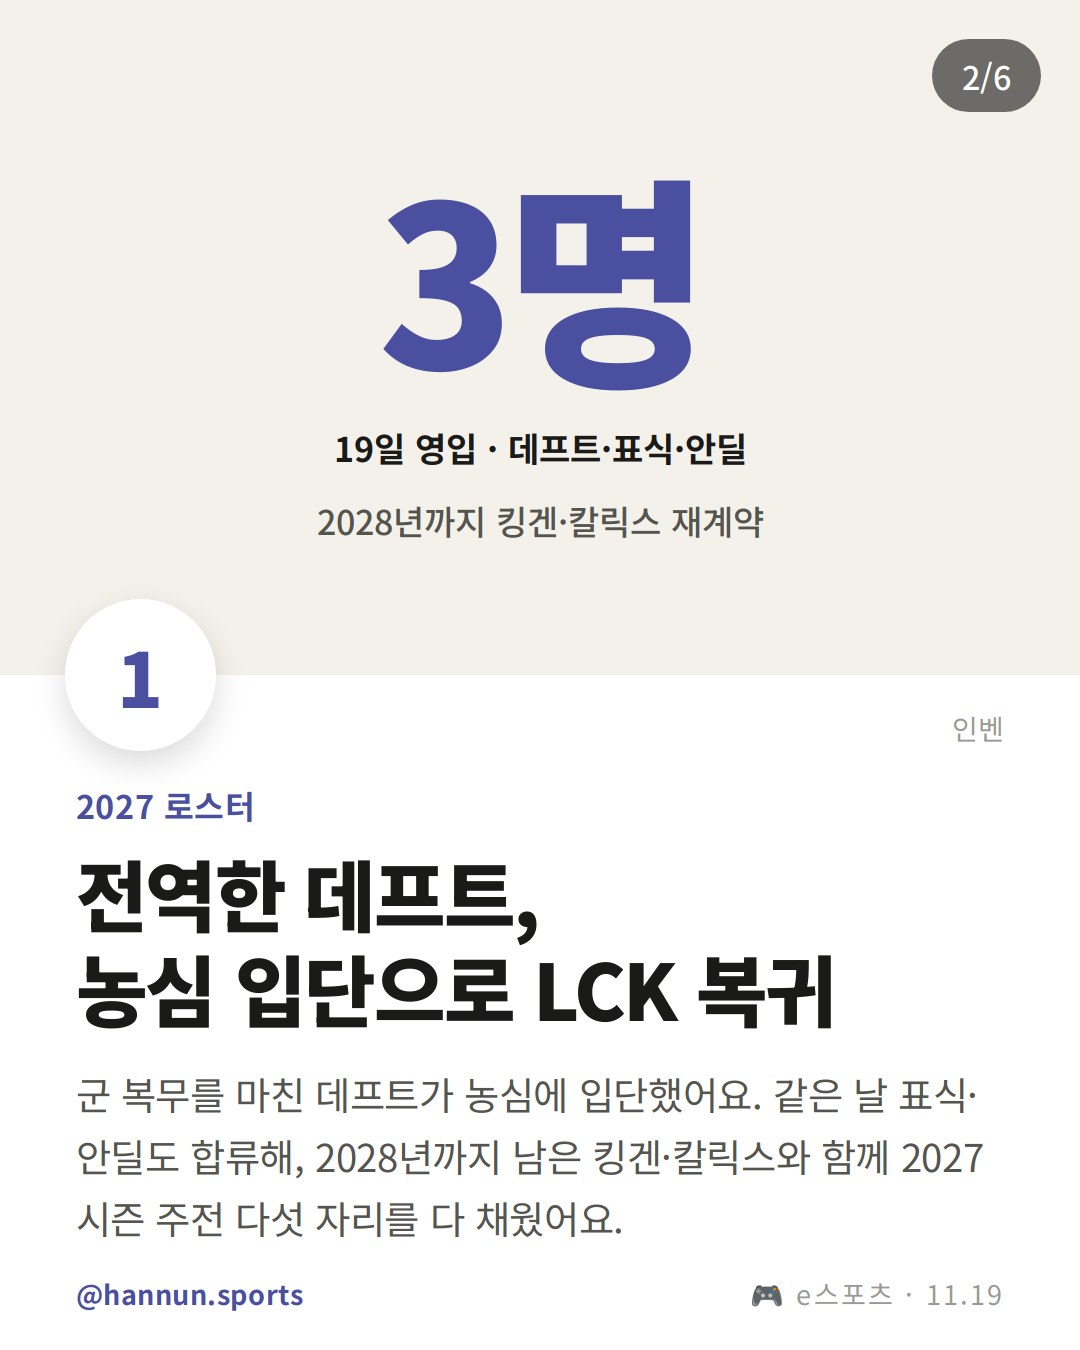 2/6
3명
19일 영입 · 데프트·표식·안딜
2028년까지 킹겐·칼릭스 재계약
1
인벤
2027 로스터
전역한 데프트,
농심 입단으로 LCK 복귀
군 복무를 마친 데프트가 농심에 입단했어요. 같은 날 표식·
안딜도 합류해, 2028년까지 남은 킹겐·칼릭스와 함께 2027
시즌 주전 다섯 자리를 다 채웠어요.
@hannun.sports
🎮 e스포츠 · 11.19